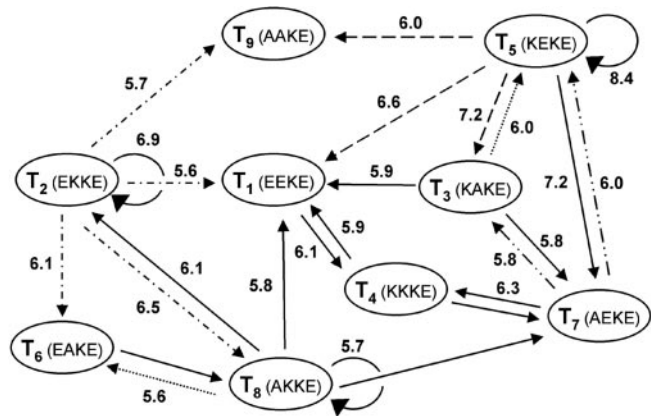 T9 (AAKE)
6.0
T5 (KEKE)
8.4
5.7
6.6
7.2
6.0
6.9
T2 (EKKE)
5.6
T1 (EEKE)
5.9
T3 (KAKE)
7.2
6.0
5.9
6.1
5.8
5.8
6.1
6.1
6.5
5.8
T4 (KKKE)
6.3
T7 (AEKE)
T6 (EAKE)
5.7
5.6
T8 (AKKE)